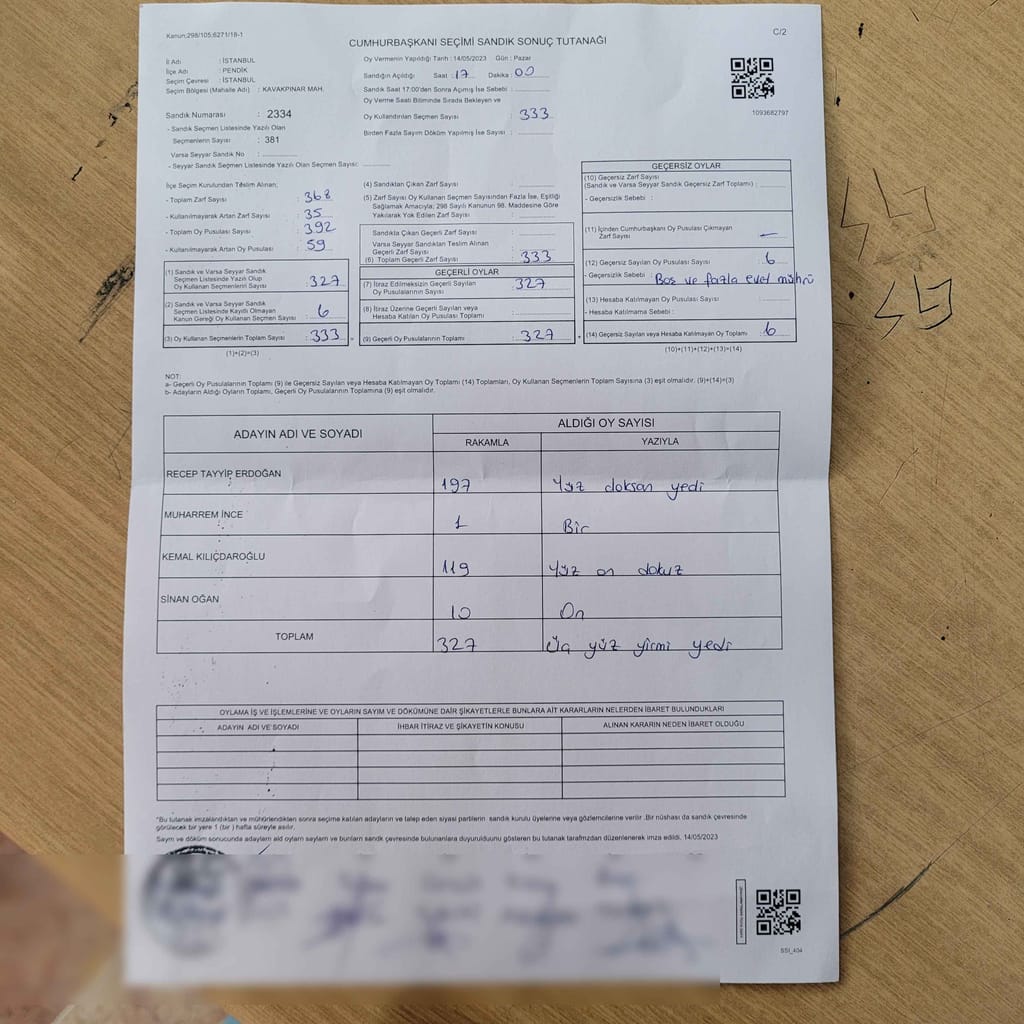 Kanun:298/105;6271/18-1
C/2
CUMHURBAŞKANI SEÇİMİ SANDIK SONUÇ TUTANAĞI
İl Adı : İSTANBUL
İlçe Adı : PENDİK
Seçim Çevresi : İSTANBUL
Seçim Bölgesi (Mahalle Adı) : KAVAKPINAR MAH.
Sandık Numarası : 2334
- Sandık Seçmen Listesinde Yazılı Olan
Seçmenlerin Sayısı : 381
Varsa Seyyar Sandık No :
- Seyyar Sandık Seçmen Listesinde Yazılı Olan Seçmen Sayısı:
Oy Vermenin Yapıldığı Tarih : 14/05/2023 Gün : Pazar
Sandığın Açıldığı Saat : 17 Dakika : 00
Sandık Saat 17:00'den Sonra Açılmış İse Sebebi :
Oy Verme Saati Bitiminde Sırada Bekleyen ve
Oy Kullandırılan Seçmen Sayısı : 333
Birden Fazla Sayım Döküm Yapılmış İse Sayısı :
1093682797
İlçe Seçim Kurulundan Teslim Alınan;
- Toplam Zarf Sayısı : 368
- Kullanılmayarak Artan Zarf Sayısı : 35
- Toplam Oy Pusulası Sayısı : 392
- Kullanılmayarak Artan Oy Pusulası : 59
(1) Sandık ve Varsa Seyyar Sandık
Seçmen Listesinde Yazılı Olup
Oy Kullanan Seçmenlerin Sayısı : 327
(2) Sandık ve Varsa Seyyar Sandık
Seçmen Listesinde Kayıtlı Olmayan
Kanun Gereği Oy Kullanan Seçmen Sayısı : 6
(3) Oy Kullanan Seçmenlerin Toplam Sayısı : 333
(1)+(2)=(3)
(4) Sandıktan Çıkan Zarf Sayısı :
(5) Zarf Sayısı Oy Kullanan Seçmen Sayısından Fazla İse, Eşitliği
Sağlamak Amacıyla; 298 Sayılı Kanunun 98. Maddesine Göre
Yakılarak Yok Edilen Zarf Sayısı :
Sandıkta Çıkan Geçerli Zarf Sayısı :
Varsa Seyyar Sandıktan Teslim Alınan
Geçerli Zarf Sayısı :
(6) Toplam Geçerli Zarf Sayısı : 333
GEÇERLİ OYLAR
(7) İtiraz Edilmeksizin Geçerli Sayılan
Oy Pusulalarının Sayısı : 327
(8) İtiraz Üzerine Geçerli Sayılan veya
Hesaba Katılan Oy Pusulası Toplamı :
(9) Geçerli Oy Pusulalarının Toplamı : 327
GEÇERSİZ OYLAR
(10) Geçersiz Zarf Sayısı
(Sandık ve Varsa Seyyar Sandık Geçersiz Zarf Toplamı) :
- Geçersizlik Sebebi :
(11) İçinden Cumhurbaşkanı Oy Pusulası Çıkmayan
Zarf Sayısı : —
(12) Geçersiz Sayılan Oy Pusulası Sayısı : 6
- Geçersizlik Sebebi : Boş ve fazla evet mührü
(13) Hesaba Katılmayan Oy Pusulası Sayısı :
- Hesaba Katılmama Sebebi :
(14) Geçersiz Sayılan veya Hesaba Katılmayan Oy Toplamı : 6
(10)+(11)+(12)+(13)=(14)
NOT:
a- Geçerli Oy Pusulalarının Toplamı (9) ile Geçersiz Sayılan veya Hesaba Katılmayan Oy Toplamı (14) Toplamları, Oy Kullanan Seçmenlerin Toplam Sayısına (3) eşit olmalıdır. (9)+(14)=(3)
b- Adayların Aldığı Oyların Toplamı, Geçerli Oy Pusulalarının Toplamına (9) eşit olmalıdır.
ADAYIN ADI VE SOYADI
ALDIĞI OY SAYISI
RAKAMLA YAZIYLA
RECEP TAYYİP ERDOĞAN 197 Yüz doksan yedi
MUHARREM İNCE 1 Bir
KEMAL KILIÇDAROĞLU 119 Yüz on dokuz
SİNAN OĞAN 10 On
TOPLAM 327 Üç yüz yirmi yedi
OYLAMA İŞ VE İŞLEMLERİNE VE OYLARIN SAYIM VE DÖKÜMÜNE DAİR ŞİKAYETLERLE BUNLARA AİT KARARLARIN NELERDEN İBARET BULUNDUKLARI
ADAYIN ADI VE SOYADI İHBAR İTİRAZ VE ŞİKAYETİN KONUSU ALINAN KARARIN NEDEN İBARET OLDUĞU
"Bu tutanak imzalandıktan ve mühürlendikten sonra seçime katılan adayların ve talep eden siyasi partilerin sandık kurulu üyelerine veya gözlemcilerine verilir .Bir nüshası da sandık çevresinde
görülecek bir yere 1 (bir ) hafta süreyle asılır.
Sayım ve döküm sonucunda adayların aldığı oyların sayıları ve bunların sandık çevresinde bulunanlara duyurulduğunu gösteren bu tutanak tarafımızdan düzenlenerek imza edildi. 14/05/2023
SSI_404